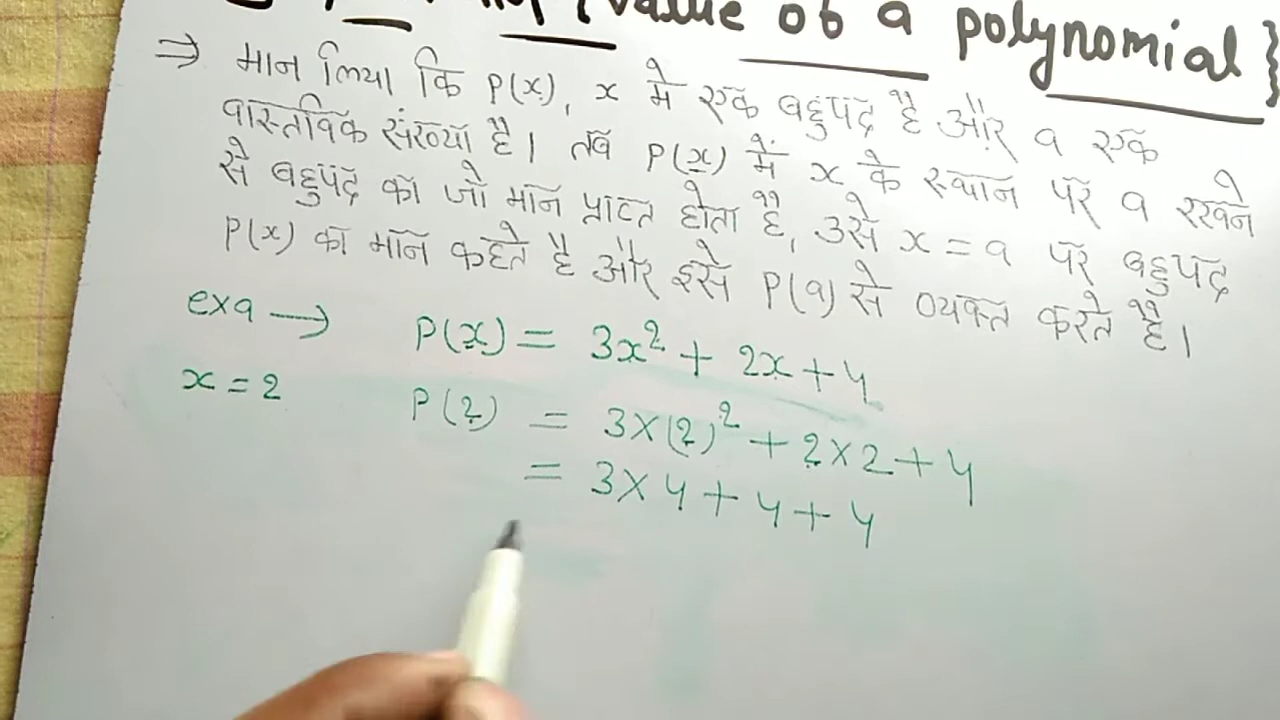 {value of a polynomial}
⇒ मान लिया कि P(x), x में एक बहुपद है और a एक
वास्तविक संख्या है। तब P(x) में x के स्थान पर a रखने
से बहुपद का जो मान प्राप्त होता है, उसे x = a पर बहुपद
P(x) का मान कहते है और इसे P(a) से व्यक्त करते है।
exa → P(x) = 3x² + 2x + 4
x = 2 P(2) = 3×(2)² + 2×2 + 4
= 3×4 + 4 + 4